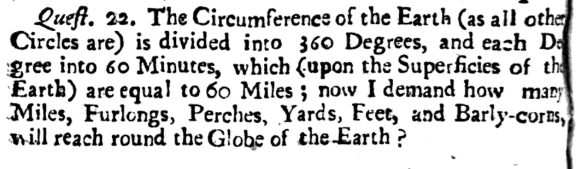 Queſt. 22. The Circumference of the Earth (as all other
Circles are) is divided into 360 Degrees, and each De
gree into 60 Minutes, which (upon the Superficies of the
Earth) are equal to 60 Miles ; now I demand how many
Miles, Furlongs, Perches, Yards, Feet, and Barly-corns,
will reach round the Globe of the Earth ?